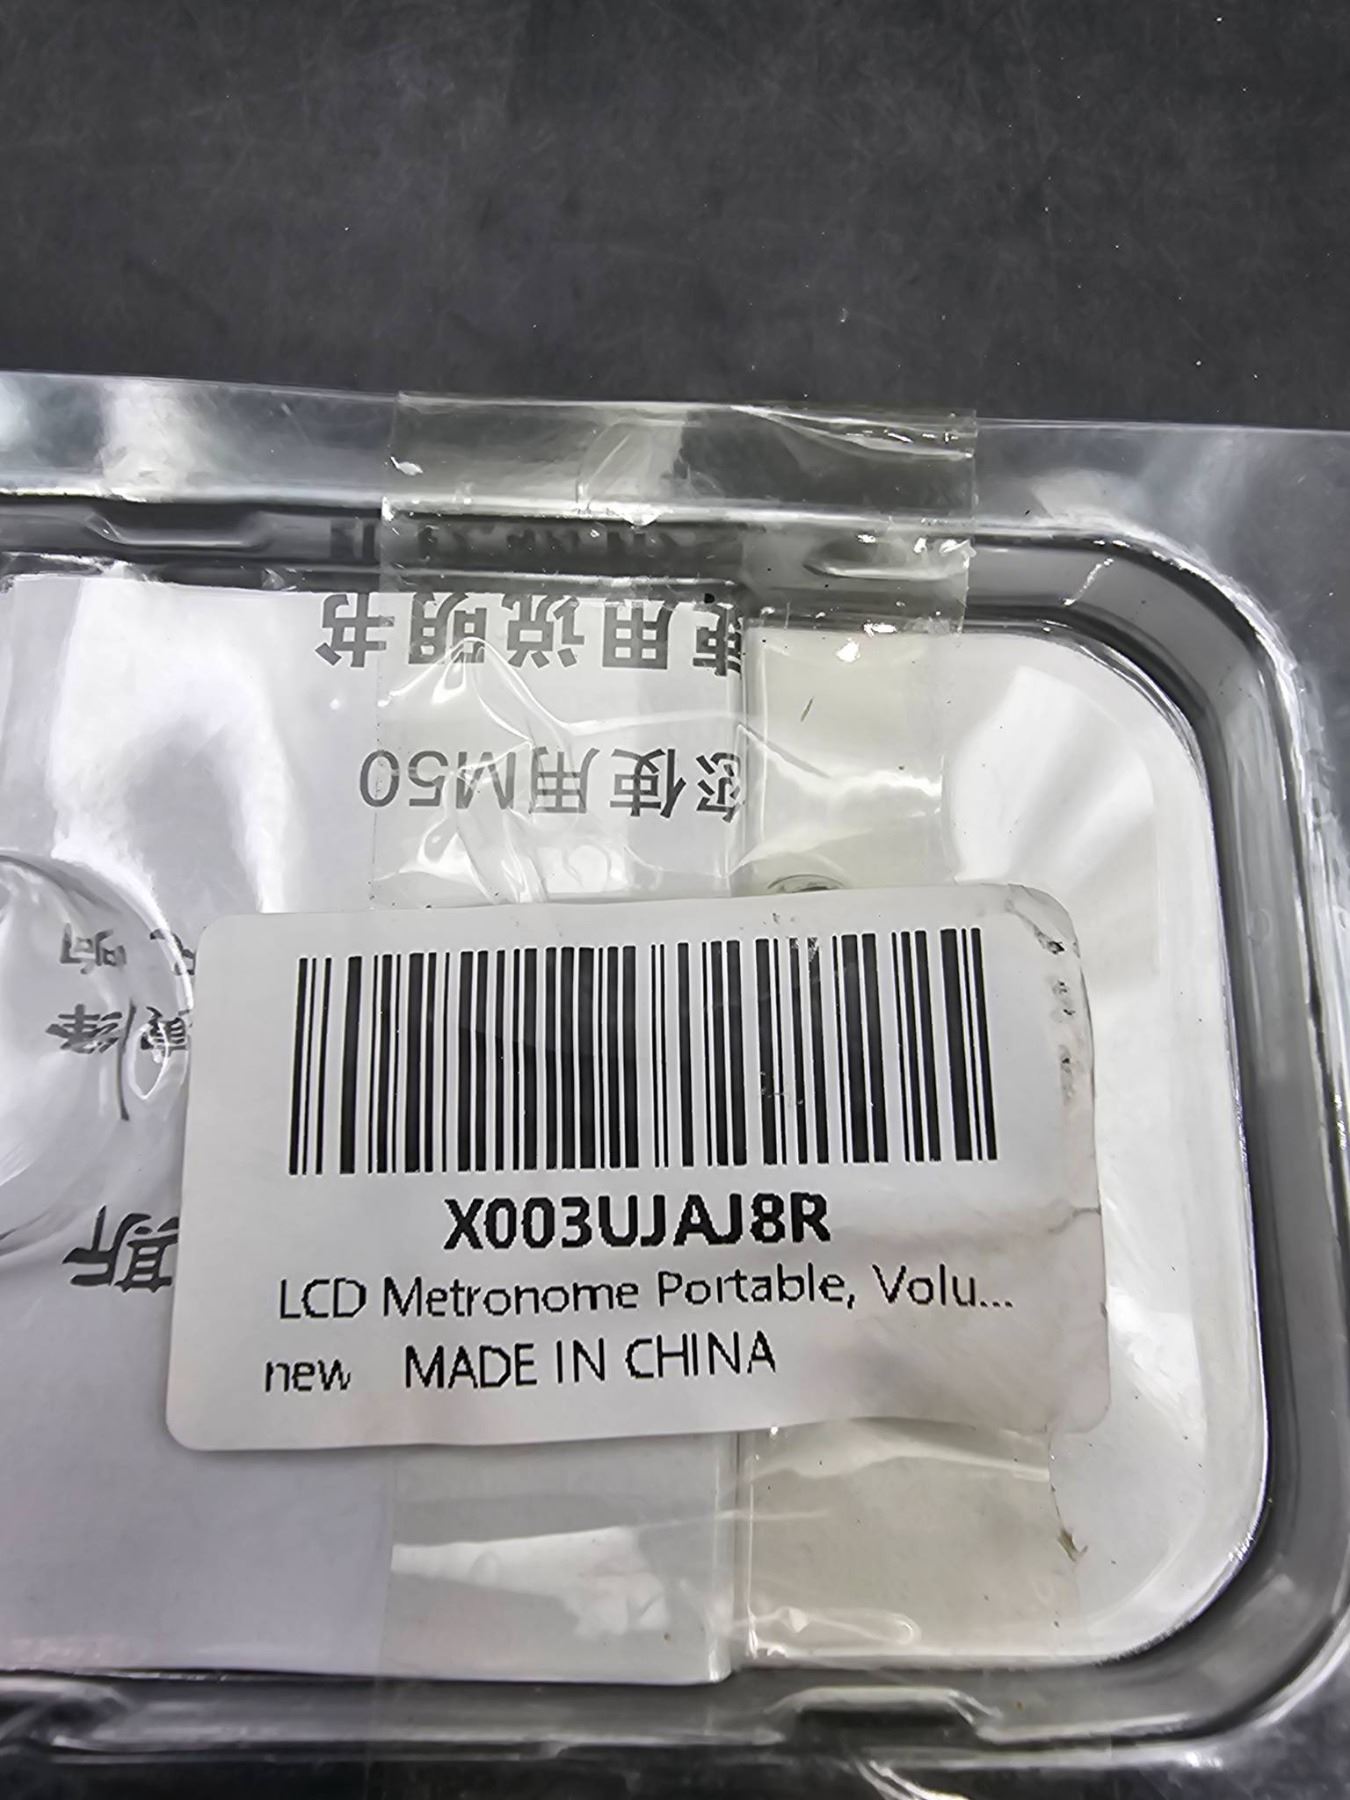 使用说明书
您使用M50
X003UJAJ8R
LCD Metronome Portable, Volu...
new MADE IN CHINA